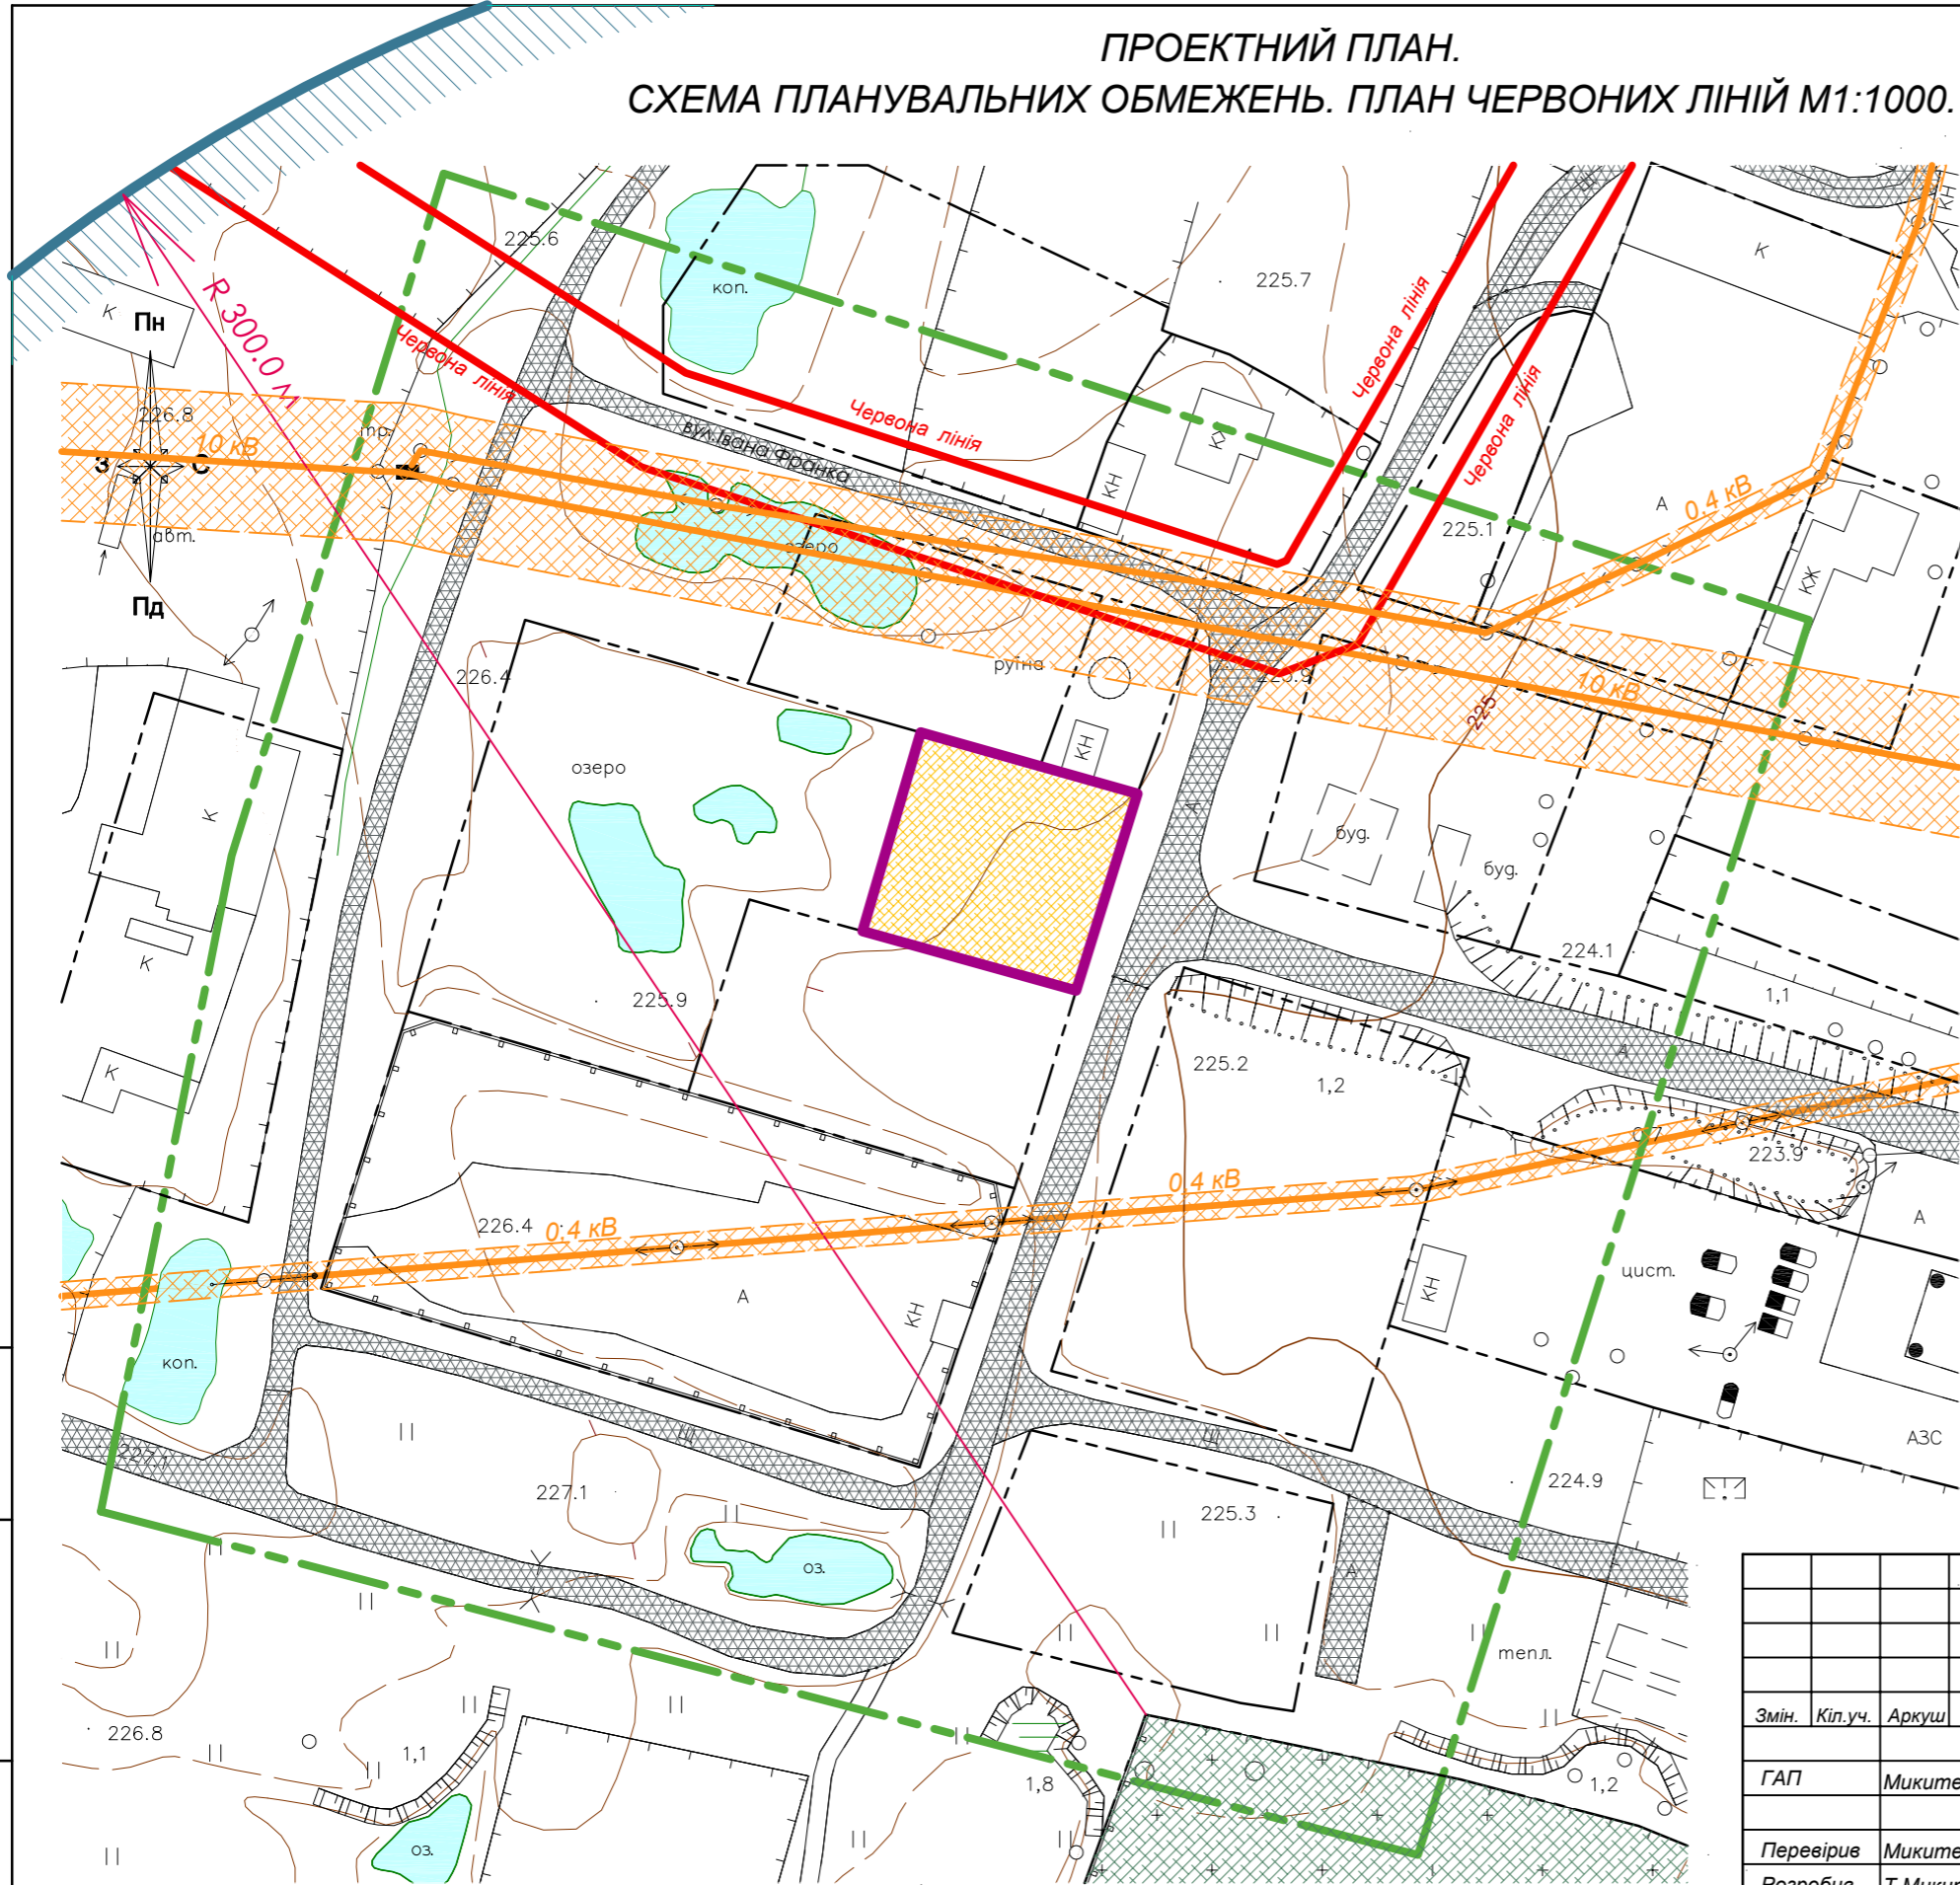 ПРОЕКТНИЙ ПЛАН.
СХЕМА ПЛАНУВАЛЬНИХ ОБМЕЖЕНЬ. ПЛАН ЧЕРВОНИХ ЛІНІЙ М1:1000.
225.6
коп.
225.7
К
КН
К
Пн
R 300.0 м
Червона лінія
Червона лінія
Червона лінія
Червона лінія
226.8
10 кВ
тр.
вул.Івана Франка
КЖ
КН
З
С
авт.
Пд
озеро
225.1
А
0.4 кВ
КЖ
226.4
руїна
225.9
10 кВ
225
КН
озеро
А
буд.
буд.
К
К
224.1
1,1
225.9
225.2
1,2
А
К
0.7
223.9
226.4
0.4 кВ
0.4 кВ
А
А
КН
КН
цист.
коп.
АЗС
227.1
Щ
Щ
227.1
224.9
225.3
оз.
А
тепл.
226.8
1,1
1,8
1,2
оз.
Змін. Кіл.уч. Аркуш
ГАП
Перевірив